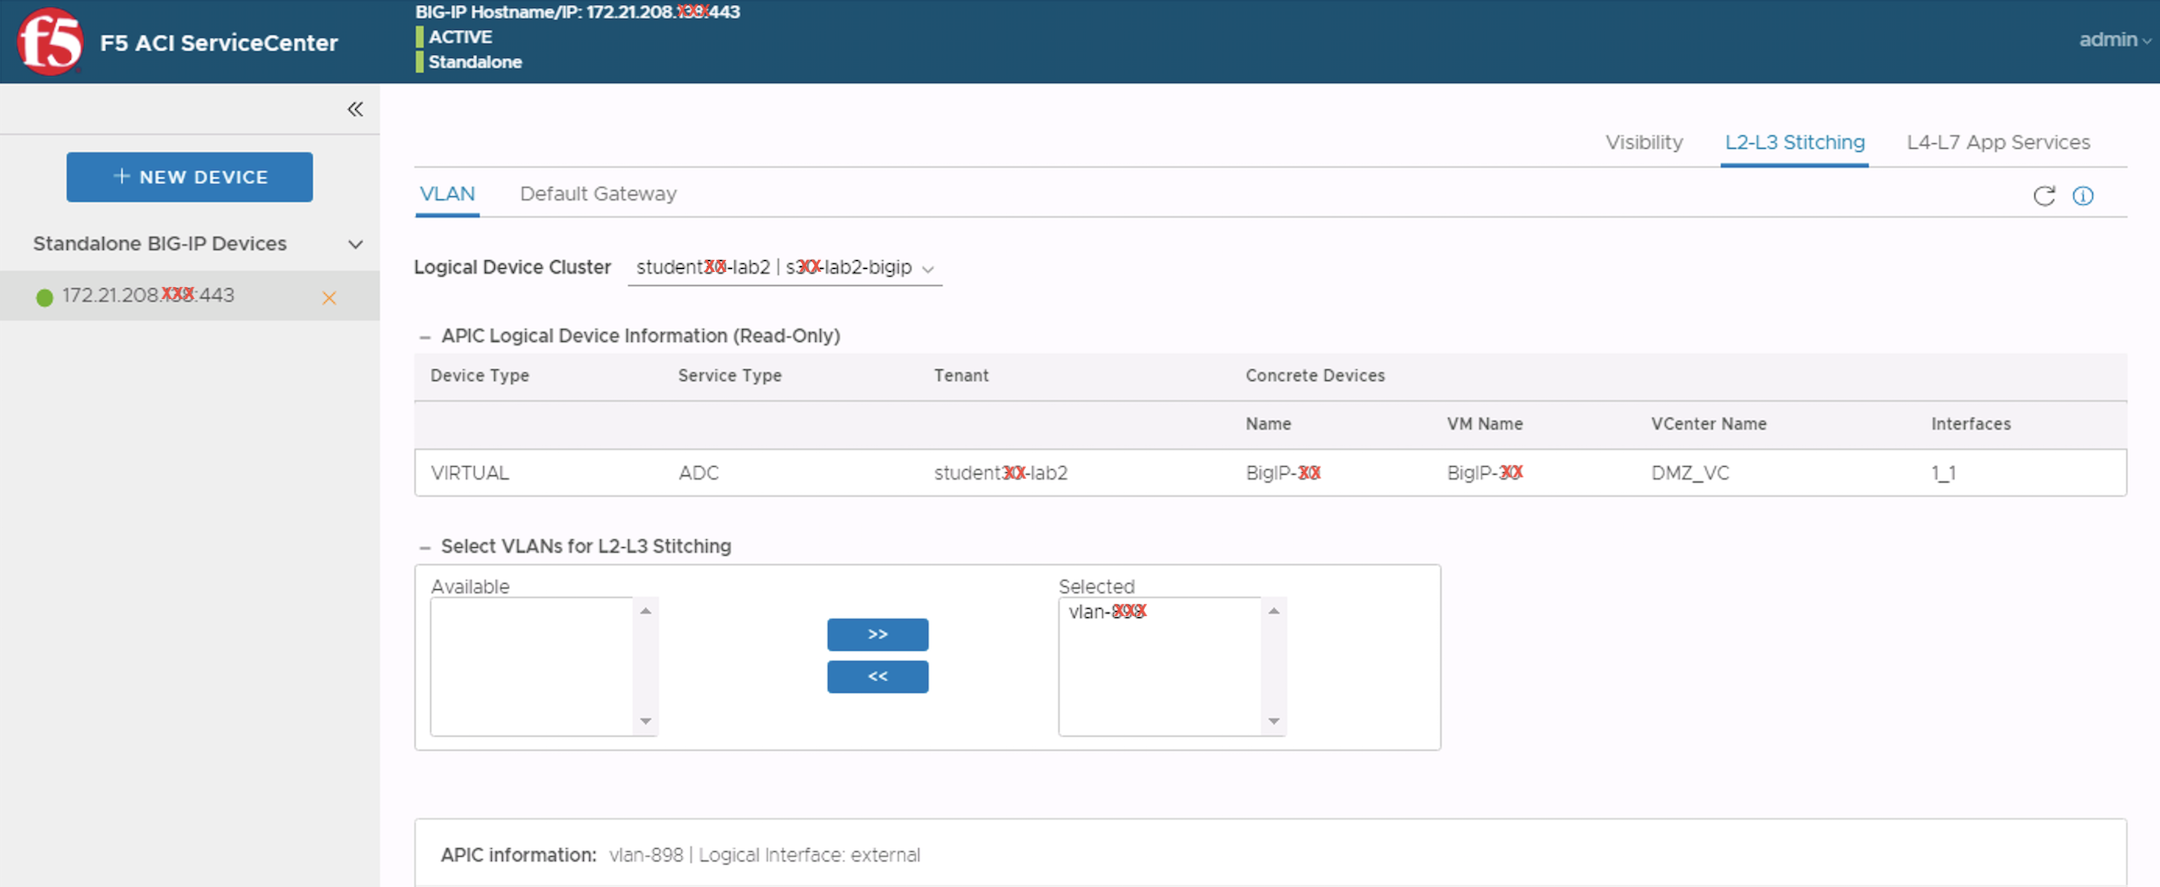 f5
F5 ACI ServiceCenter
BIG-IP Hostname/IP: 172.21.208.XXX:443
ACTIVE
Standalone
admin
+ NEW DEVICE
Standalone BIG-IP Devices
172.21.208.XXX:443
Visibility
L2-L3 Stitching
L4-L7 App Services
VLAN
Default Gateway
Logical Device Cluster
studentXX-lab2 | sXX-lab2-bigip
– APIC Logical Device Information (Read-Only)
Device Type Service Type Tenant Concrete Devices
Name VM Name VCenter Name Interfaces
VIRTUAL ADC studentXX-lab2 BigIP-XX BigIP-XX DMZ_VC 1_1
– Select VLANs for L2-L3 Stitching
Available
>>
<<
Selected
vlan-XXX
APIC information: vlan-898 | Logical Interface: external